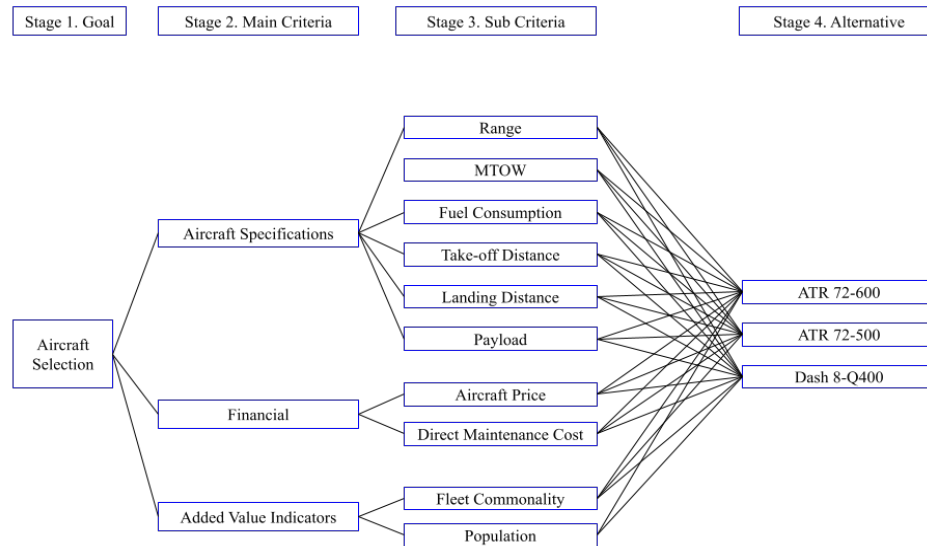 Stage 1. Goal
Stage 2. Main Criteria
Stage 3. Sub Criteria
Stage 4. Alternative
Aircraft
Selection
Aircraft Specifications
Financial
Added Value Indicators
Range
MTOW
Fuel Consumption
Take-off Distance
Landing Distance
Payload
Aircraft Price
Direct Maintenance Cost
Fleet Commonality
Population
ATR 72-600
ATR 72-500
Dash 8-Q400